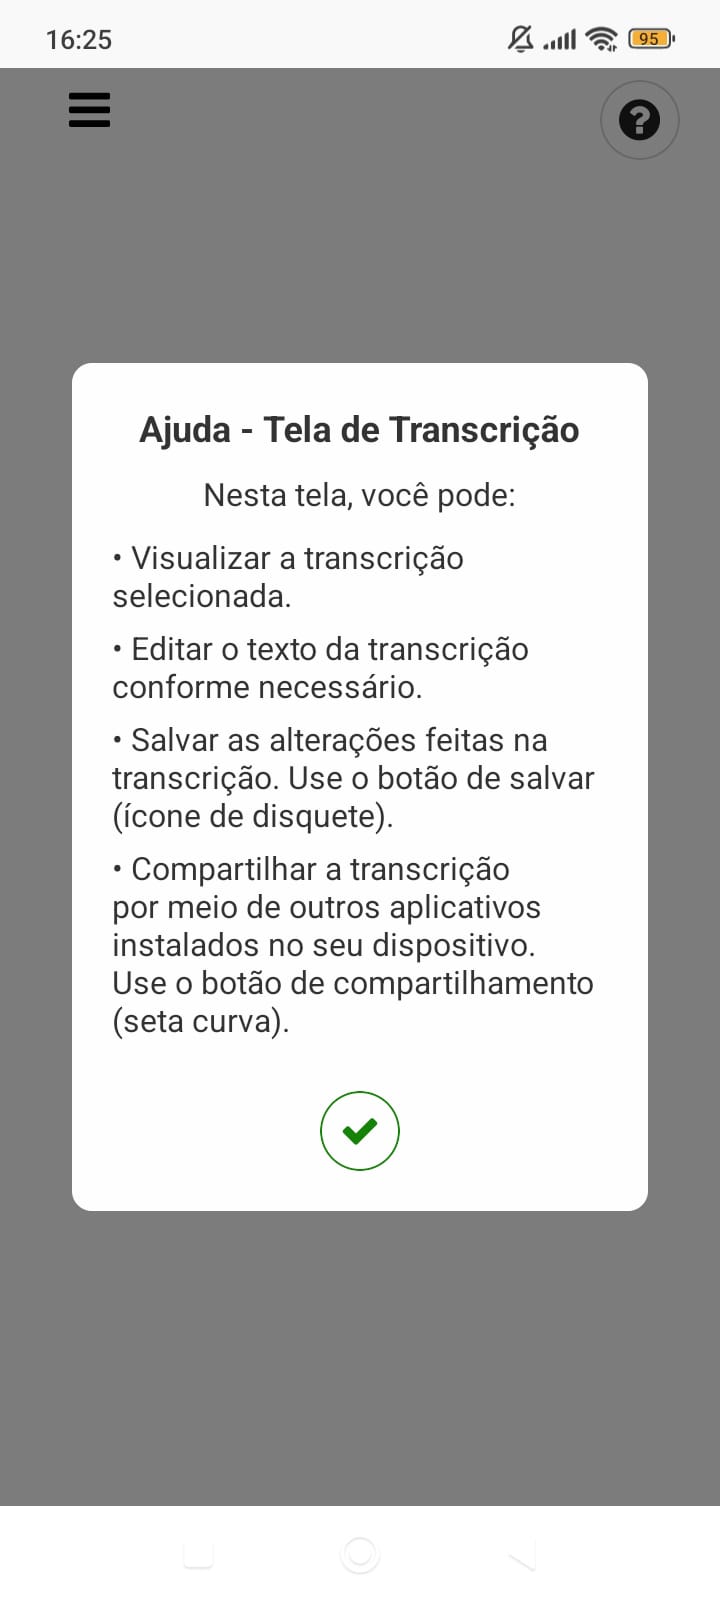 16:25
95
?
Ajuda - Tela de Transcrição
Nesta tela, você pode:
• Visualizar a transcrição
selecionada.
• Editar o texto da transcrição
conforme necessário.
• Salvar as alterações feitas na
transcrição. Use o botão de salvar
(ícone de disquete).
• Compartilhar a transcrição
por meio de outros aplicativos
instalados no seu dispositivo.
Use o botão de compartilhamento
(seta curva).